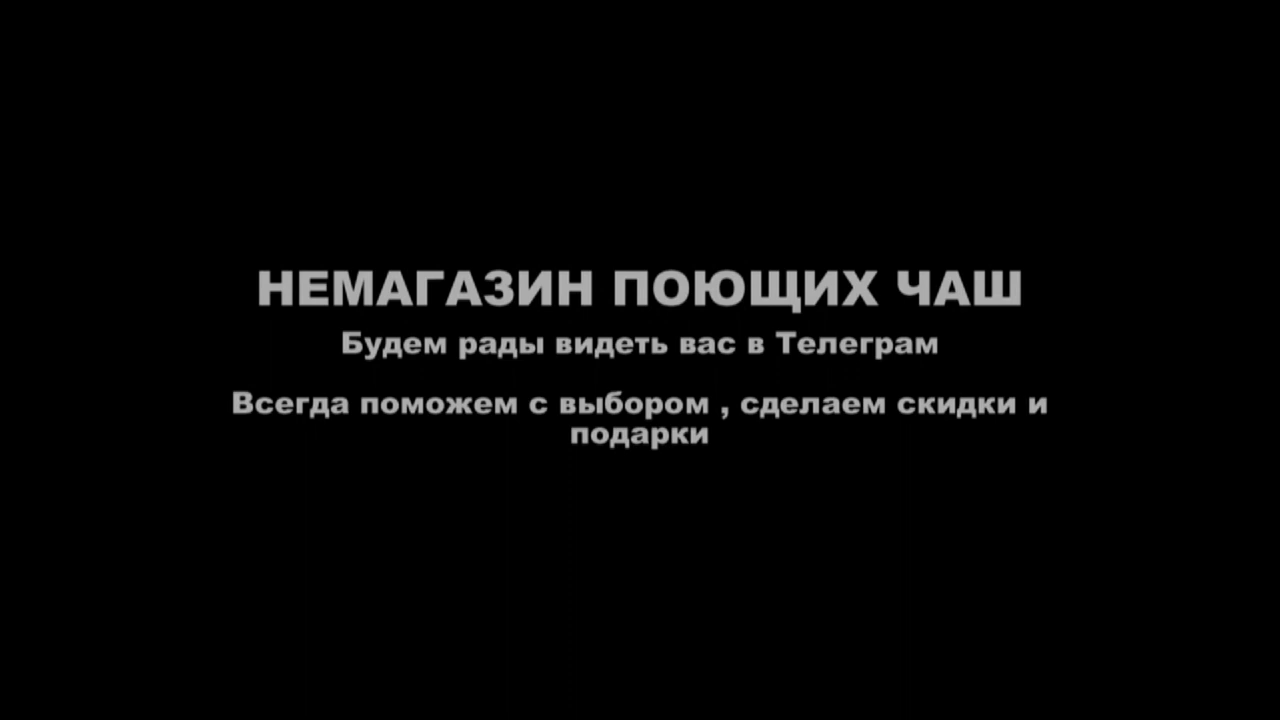 НЕМАГАЗИН ПОЮЩИХ ЧАШ
Будем рады видеть вас в Телеграм
Всегда поможем с выбором , сделаем скидки и
подарки